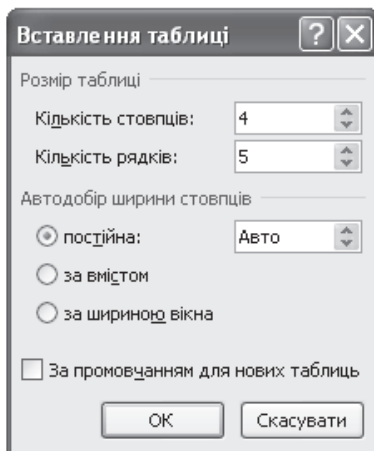 Вставлення таблиці
Розмір таблиці
Кількість стовпців: 4
Кількість рядків: 5
Автодобір ширини стовпців
постійна: Авто
за вмістом
за шириною вікна
За промовчанням для нових таблиць
ОК Скасувати